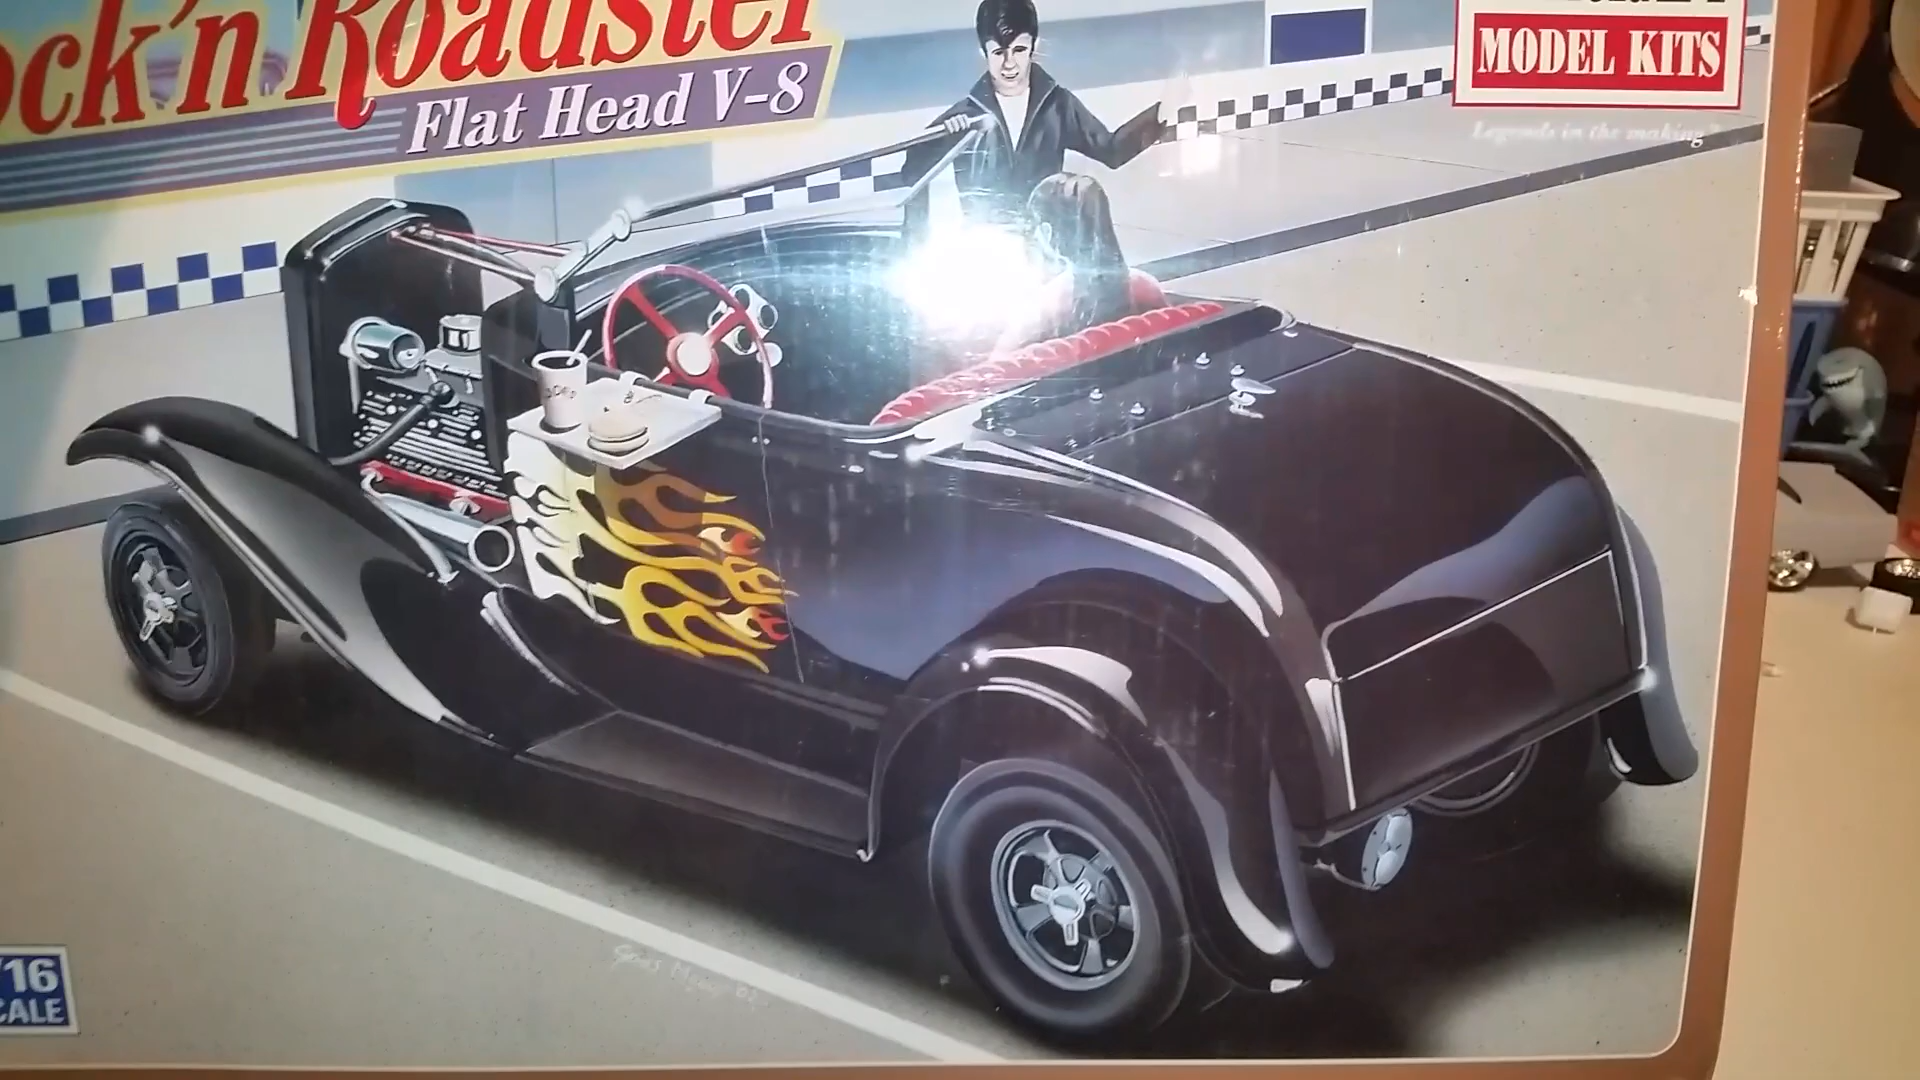 ock'n Roadster
Flat Head V-8
MODEL KITS
Legends in the making
/16
CALE